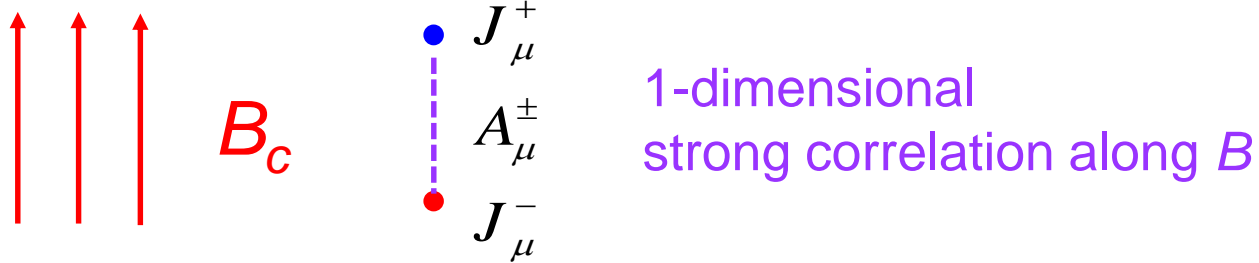 B_c
J_μ^+
A_μ^±
J_μ^-
1-dimensional
strong correlation along B